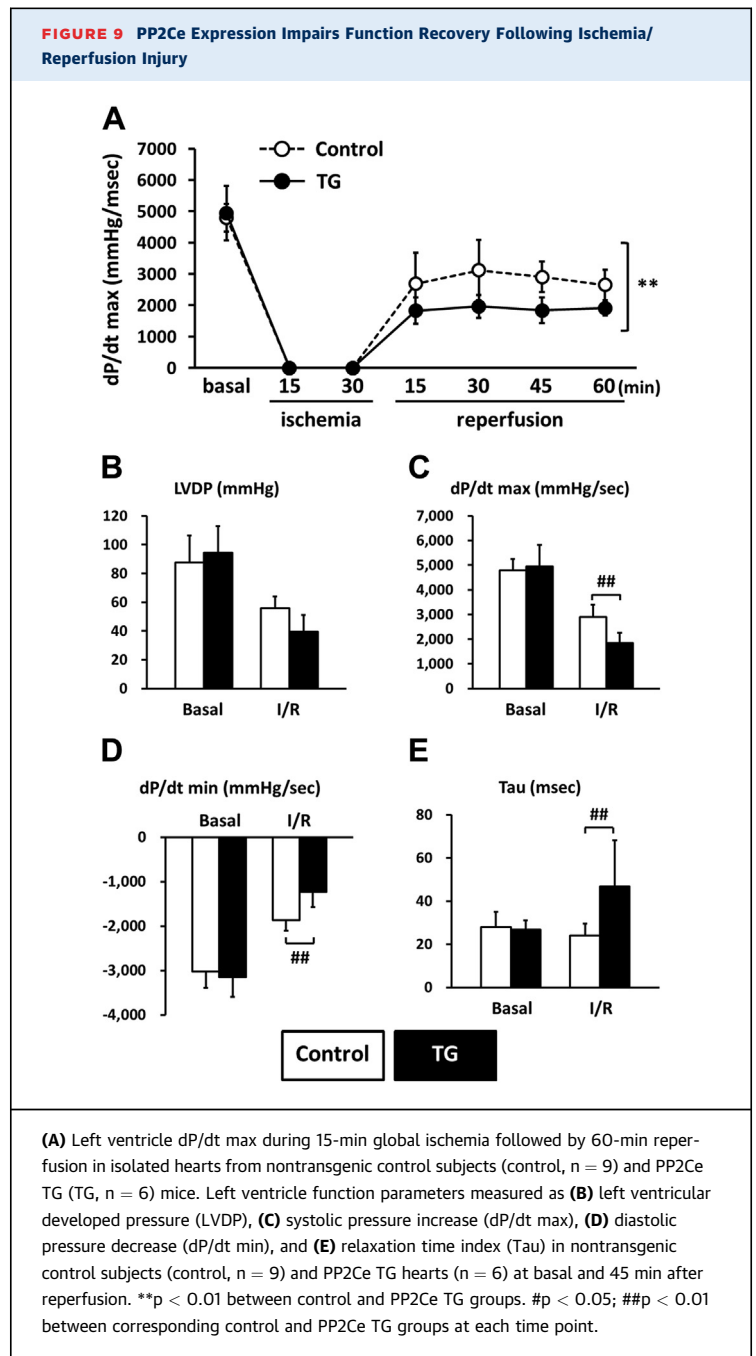 FIGURE 9 PP2Ce Expression Impairs Function Recovery Following Ischemia/
Reperfusion Injury
A
7000
6000
5000
4000
3000
2000
1000
0
dP/dt max (mmHg/msec)
Control
TG
**
basal 15 30 15 30 45 60 (min)
ischemia reperfusion
B
LVDP (mmHg)
120
100
80
60
40
20
0
Basal I/R
C
dP/dt max (mmHg/sec)
7,000
6,000
5,000
4,000
3,000
2,000
1,000
0
##
Basal I/R
D
dP/dt min (mmHg/sec)
Basal I/R
0
-1,000
-2,000
-3,000
-4,000
##
E
Tau (msec)
80
60
40
20
0
##
Basal I/R
Control TG
(A) Left ventricle dP/dt max during 15-min global ischemia followed by 60-min reper-
fusion in isolated hearts from nontransgenic control subjects (control, n = 9) and PP2Ce
TG (TG, n = 6) mice. Left ventricle function parameters measured as (B) left ventricular
developed pressure (LVDP), (C) systolic pressure increase (dP/dt max), (D) diastolic
pressure decrease (dP/dt min), and (E) relaxation time index (Tau) in nontransgenic
control subjects (control, n = 9) and PP2Ce TG hearts (n = 6) at basal and 45 min after
reperfusion. **p < 0.01 between control and PP2Ce TG groups. #p < 0.05; ##p < 0.01
between corresponding control and PP2Ce TG groups at each time point.